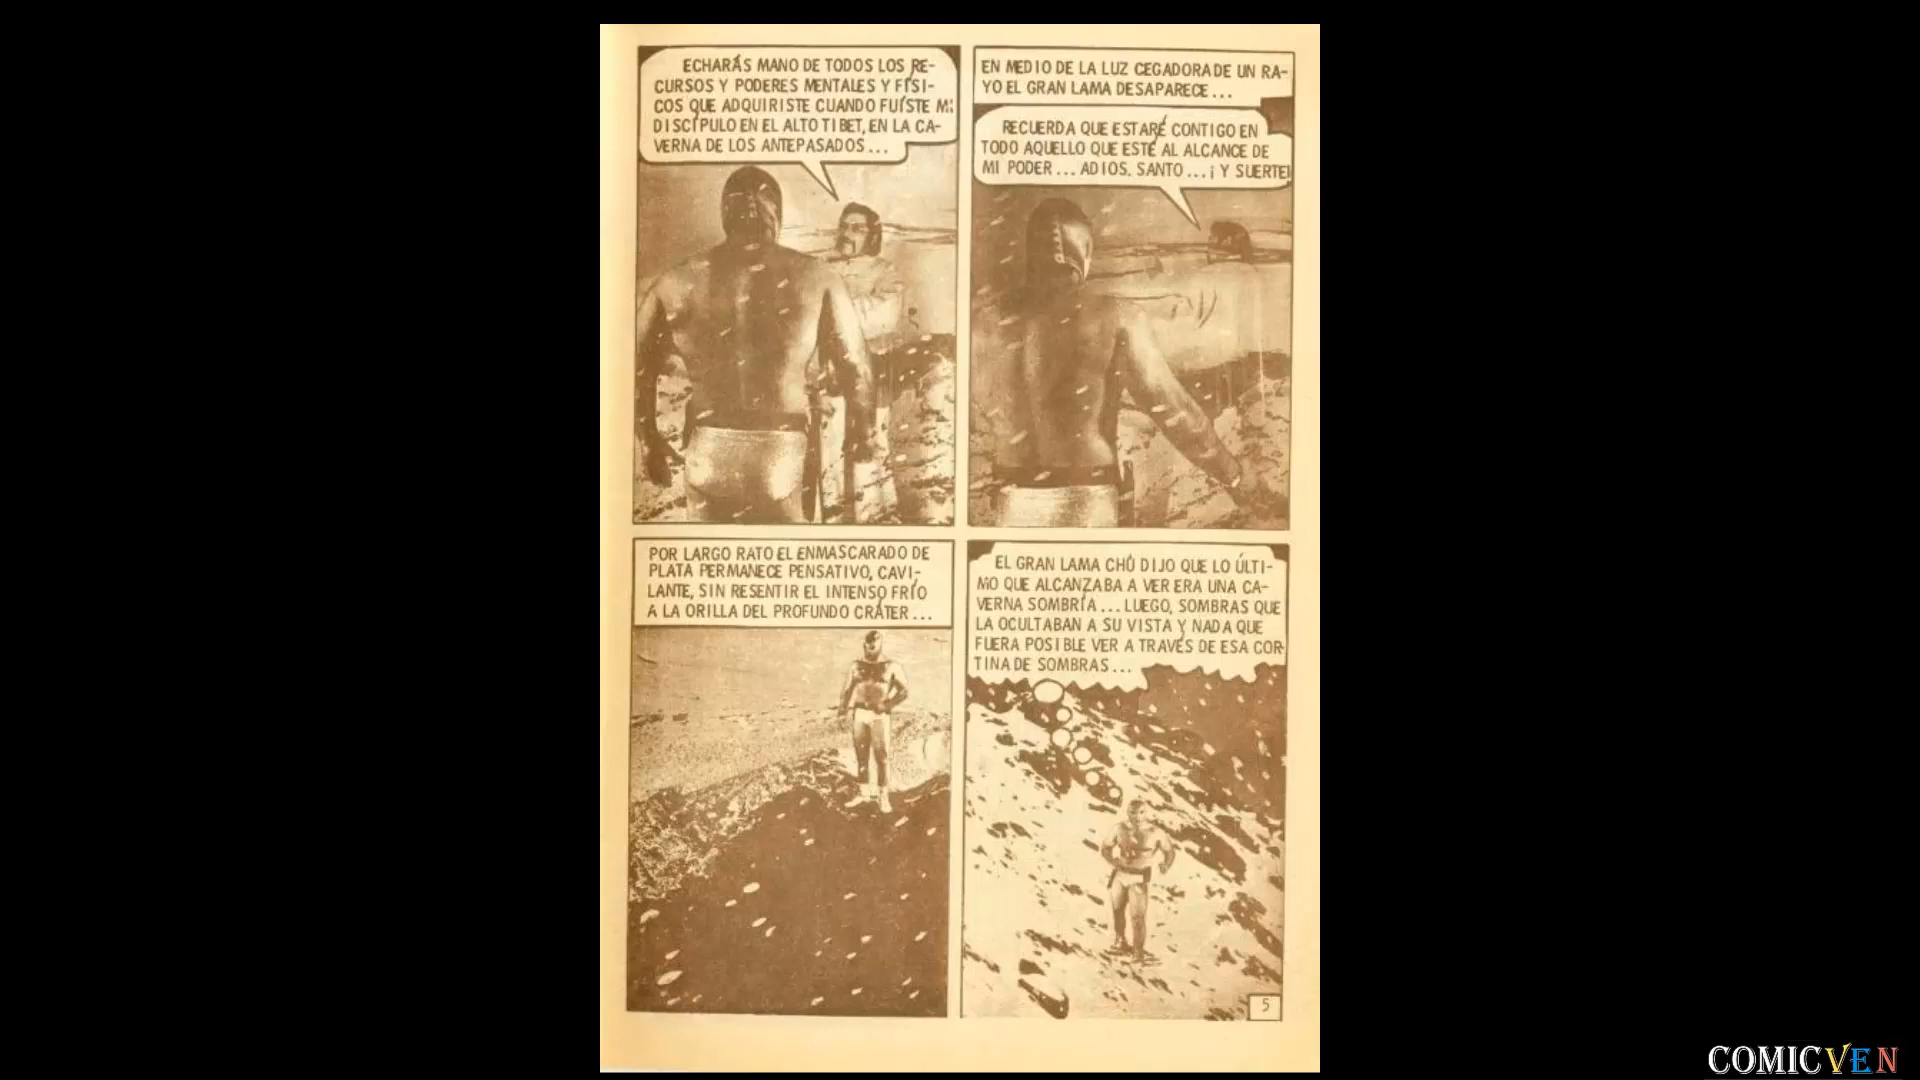 ECHARÁS MANO DE TODOS LOS RE-
CURSOS Y PODERES MENTALES Y FÍSI-
COS QUE ADQUIRISTE CUANDO FUÍSTE MI
DISCÍPULO EN EL ALTO TIBET, EN LA CA-
VERNA DE LOS ANTEPASADOS...
EN MEDIO DE LA LUZ CEGADORA DE UN RA-
YO EL GRAN LAMA DESAPARECE...
RECUERDA QUE ESTARÉ CONTIGO EN
TODO AQUELLO QUE ESTÉ AL ALCANCE DE
MI PODER... ADIOS, SANTO...¡Y SUERTE!
POR LARGO RATO EL ENMASCARADO DE
PLATA PERMANECE PENSATIVO, CAVI-
LANTE, SIN RESENTIR EL INTENSO FRÍO
A LA ORILLA DEL PROFUNDO CRÁTER...
EL GRAN LAMA CHÚ DIJO QUE LO ÚLTI-
MO QUE ALCANZABA A VER ERA UNA CA-
VERNA SOMBRÍA... LUEGO, SOMBRAS QUE
LA OCULTABAN A SU VISTA Y NADA QUE
FUERA POSIBLE VER A TRAVÉS DE ESA COR-
TINA DE SOMBRAS...
5
COMICVEN